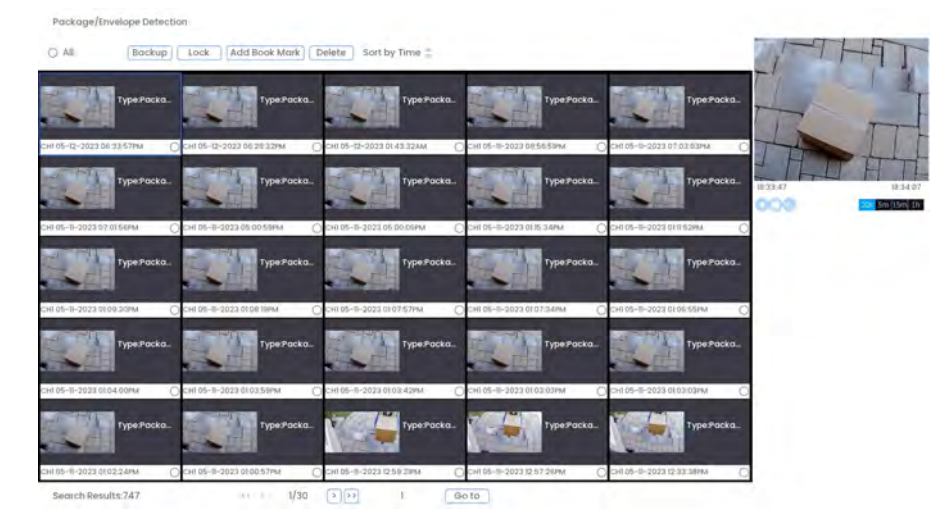 Package/Envelope Detection
All Backup Lock Add Book Mark Delete Sort by Time
Type:Packa... Type:Packa... Type:Packa... Type:Packa... Type:Packa...
CH1 05-12-2023 06:33:57PM CH1 05-12-2023 06:28:32PM CH1 05-12-2023 01:43:32AM CH1 05-11-2023 08:56:59PM CH1 05-11-2023 07:03:03PM
18:33:47 18:34:07
Type:Packa... Type:Packa... Type:Packa... Type:Packa... Type:Packa...
5m 15m 1h
CH1 05-11-2023 07:01:56PM CH1 05-11-2023 05:00:59PM CH1 05-11-2023 05:00:06PM CH1 05-11-2023 01:15:34PM CH1 05-11-2023 01:11:52PM
Type:Packa... Type:Packa... Type:Packa... Type:Packa... Type:Packa...
CH1 05-11-2023 01:09:30PM CH1 05-11-2023 01:08:19PM CH1 05-11-2023 01:07:57PM CH1 05-11-2023 01:07:34PM CH1 05-11-2023 01:06:55PM
Type:Packa... Type:Packa... Type:Packa... Type:Packa... Type:Packa...
CH1 05-11-2023 01:04:00PM CH1 05-11-2023 01:03:59PM CH1 05-11-2023 01:03:42PM CH1 05-11-2023 01:03:03PM CH1 05-11-2023 01:03:03PM
Type:Packa... Type:Packa... Type:Packa... Type:Packa... Type:Packa...
CH1 05-11-2023 01:02:24PM CH1 05-11-2023 01:00:57PM CH1 05-11-2023 12:59:21PM CH1 05-11-2023 12:57:26PM CH1 05-11-2023 12:33:38PM
Search Results:747 << < 1/30 > >> 1 Go to